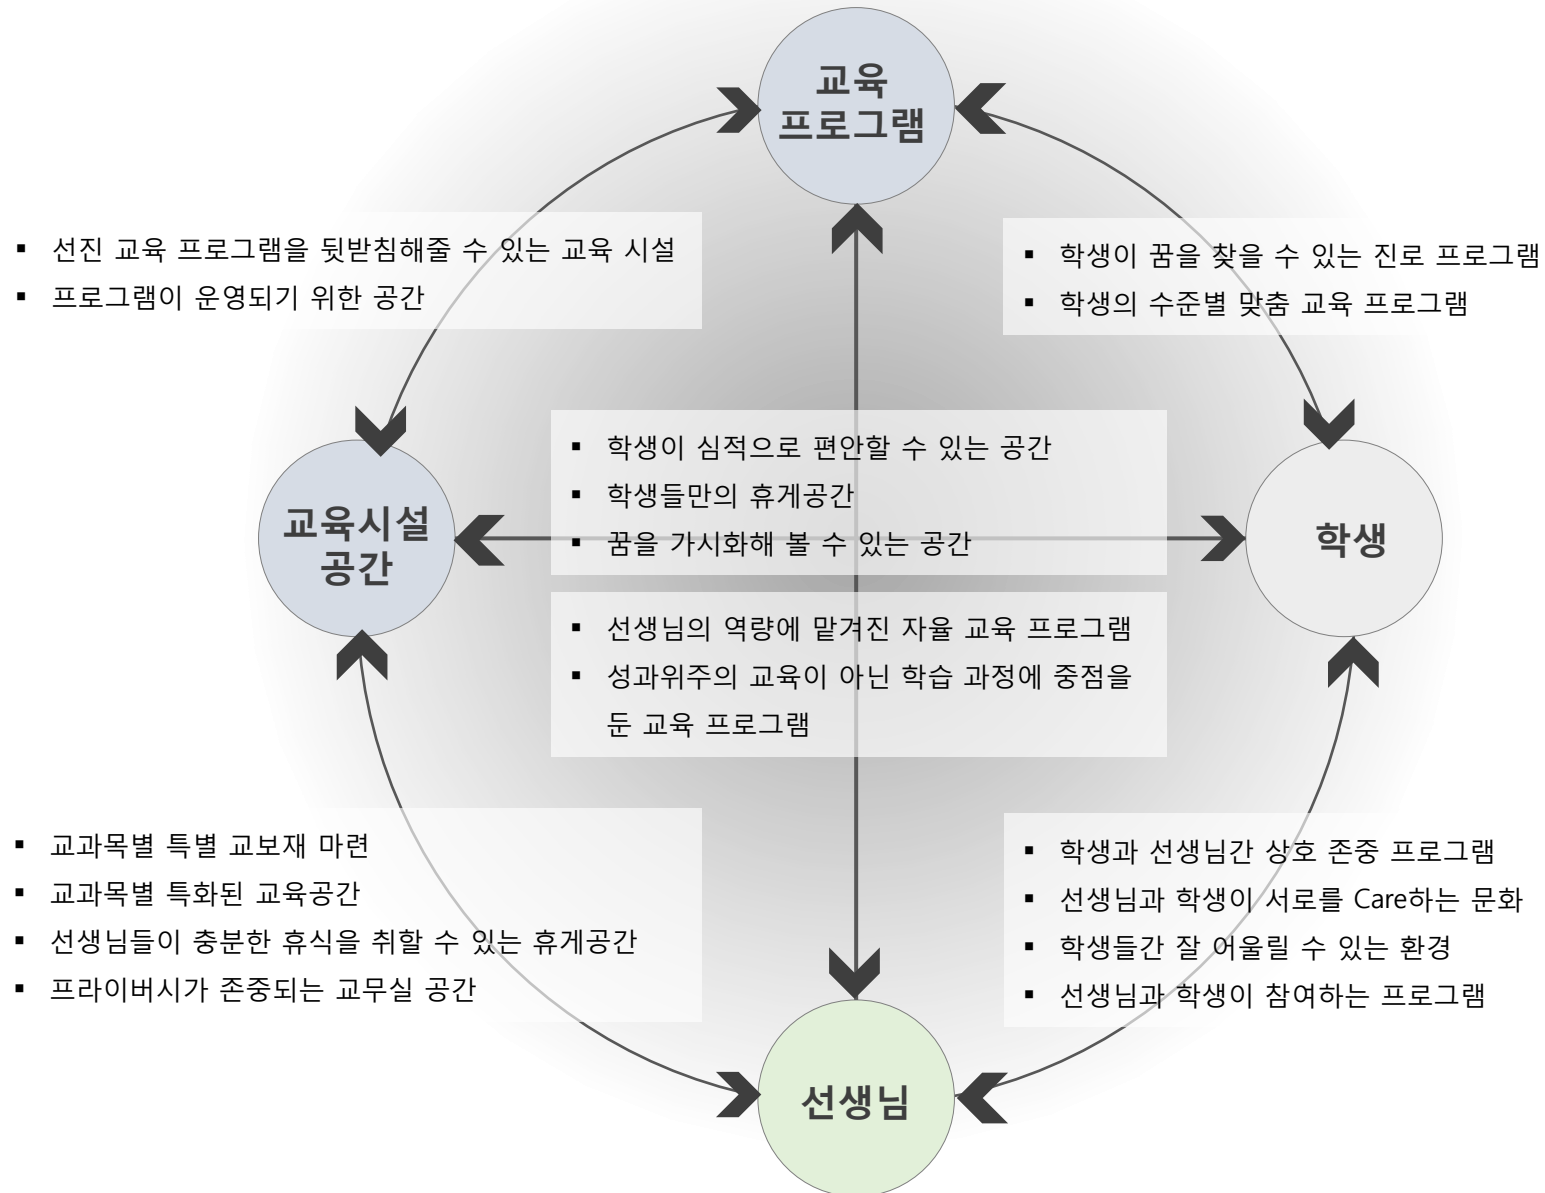 교육
프로그램
▪ 선진 교육 프로그램을 뒷받침해줄 수 있는 교육 시설
▪ 프로그램이 운영되기 위한 공간
▪ 학생이 꿈을 찾을 수 있는 진로 프로그램
▪ 학생의 수준별 맞춤 교육 프로그램
교육시설
공간
▪ 학생이 심적으로 편안할 수 있는 공간
▪ 학생들만의 휴게공간
▪ 꿈을 가시화해 볼 수 있는 공간
학생
▪ 선생님의 역량에 맡겨진 자율 교육 프로그램
▪ 성과위주의 교육이 아닌 학습 과정에 중점을
둔 교육 프로그램
▪ 교과목별 특별 교보재 마련
▪ 교과목별 특화된 교육공간
▪ 선생님들이 충분한 휴식을 취할 수 있는 휴게공간
▪ 프라이버시가 존중되는 교무실 공간
▪ 학생과 선생님간 상호 존중 프로그램
▪ 선생님과 학생이 서로를 Care하는 문화
▪ 학생들간 잘 어울릴 수 있는 환경
▪ 선생님과 학생이 참여하는 프로그램
선생님